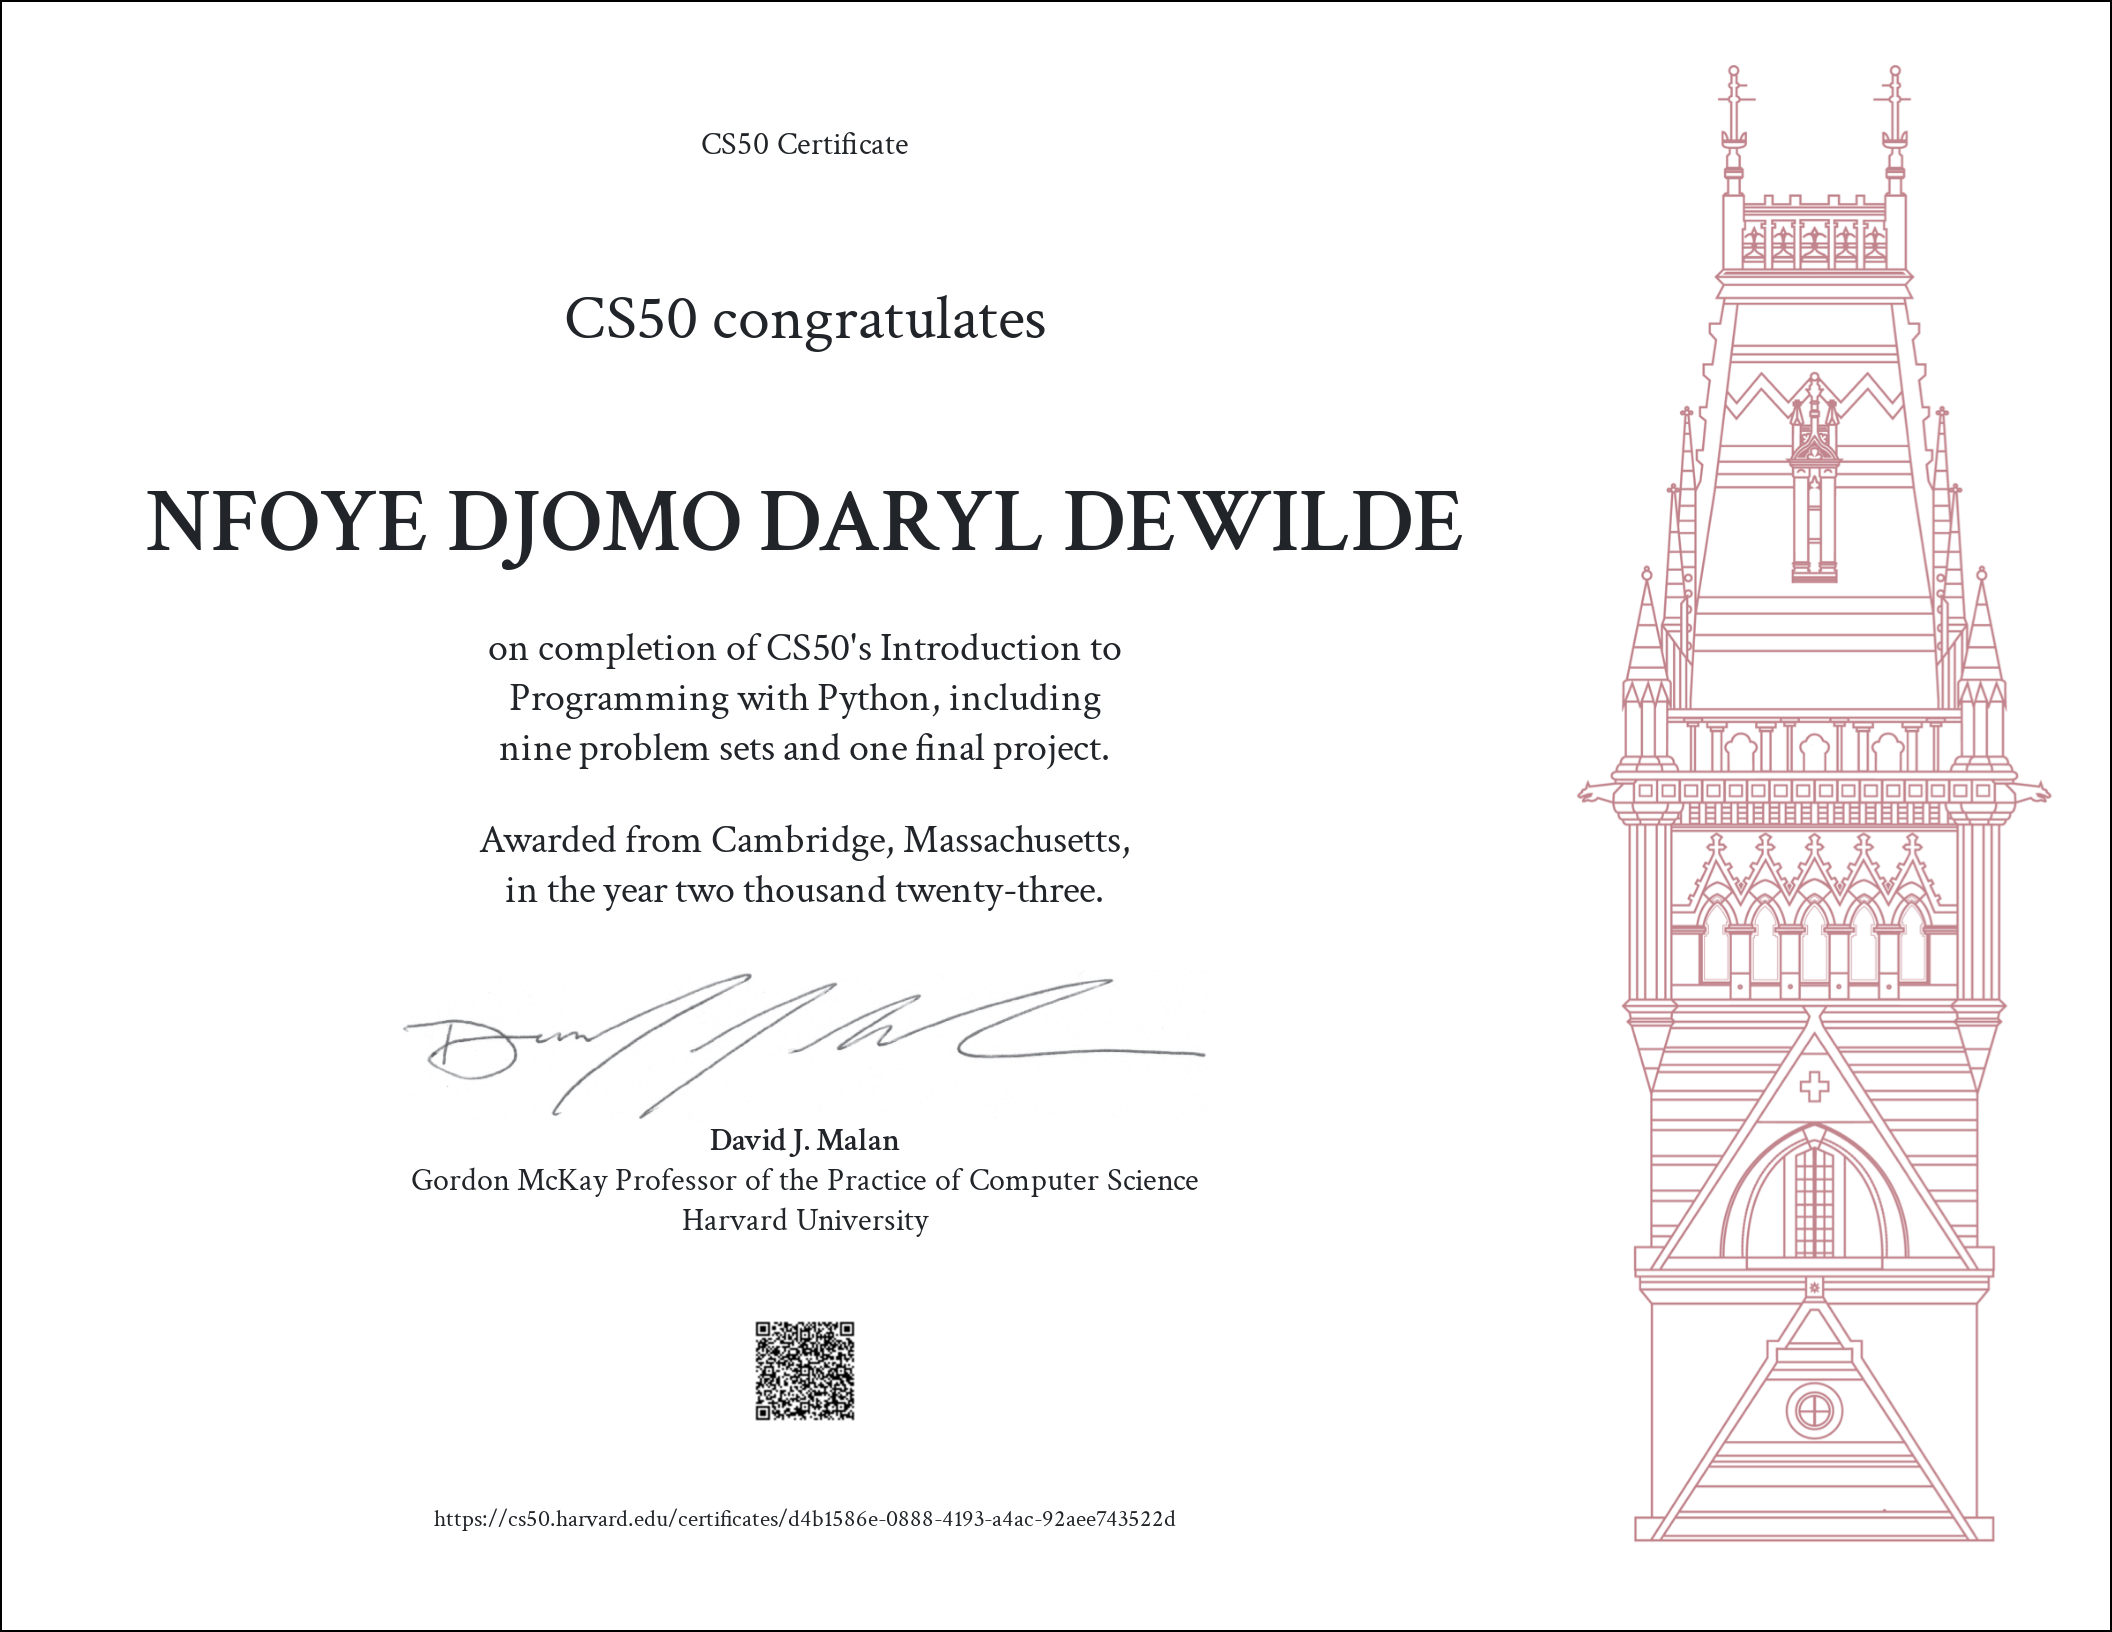 CS50 Certificate
CS50 congratulates
NFOYE DJOMO DARYL DEWILDE
on completion of CS50's Introduction to
Programming with Python, including
nine problem sets and one final project.
Awarded from Cambridge, Massachusetts,
in the year two thousand twenty-three.
David J. Malan
Gordon McKay Professor of the Practice of Computer Science
Harvard University
https://cs50.harvard.edu/certificates/d4b1586e-0888-4193-a4ac-92aee743522d